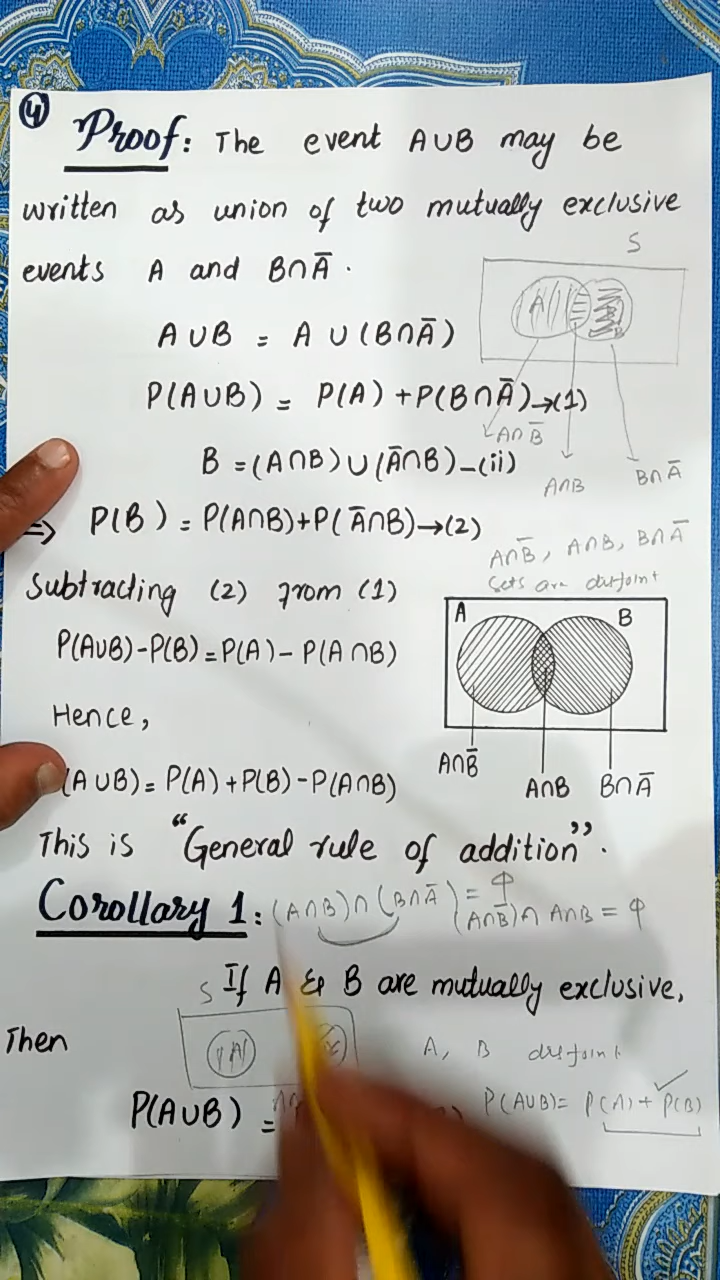 4
Proof: The event A∪B may be
written as union of two mutually exclusive
events A and B∩Ā.
S
A
B
A∪B = A ∪ (B∩Ā)
P(A∪B) = P(A) + P(B∩Ā) → (1)
A∩B̄
A∩B
B∩Ā
B = (A∩B) ∪ (Ā∩B) – (ii)
⇒ P(B) = P(A∩B) + P(Ā∩B) → (2)
A∩B̄, A∩B, B∩Ā
sets are disjoint
Subtracting (2) from (1)
P(A∪B) – P(B) = P(A) – P(A∩B)
A
B
A∩B̄
A∩B
B∩Ā
Hence,
(A∪B) = P(A) + P(B) – P(A∩B)
This is "General rule of addition".
Corollary 1: (A∩B)∩(B∩Ā) = φ
(A∩B̄)∩ A∩B = φ
If A & B are mutually exclusive,
S
A
Then
A, B disjoint
P(A∪B) =
P(A∪B) = P(A) + P(B)